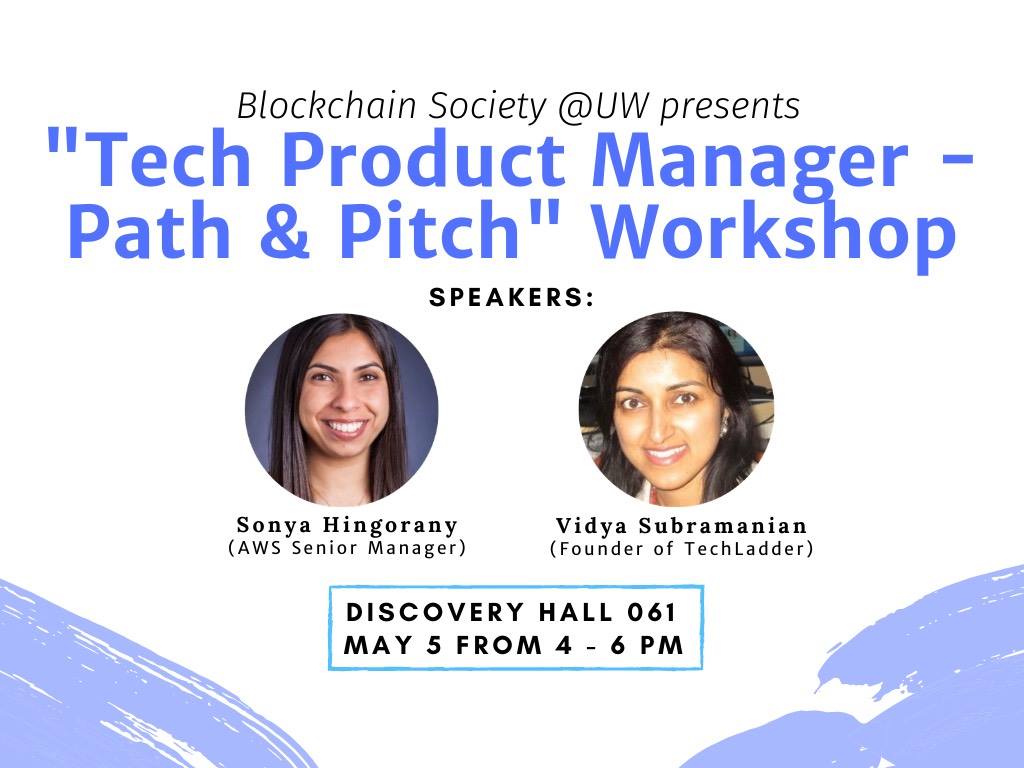 Blockchain Society @UW presents
"Tech Product Manager -
Path & Pitch" Workshop
SPEAKERS:
Sonya Hingorany
(AWS Senior Manager)
Vidya Subramanian
(Founder of TechLadder)
DISCOVERY HALL 061
MAY 5 FROM 4 - 6 PM